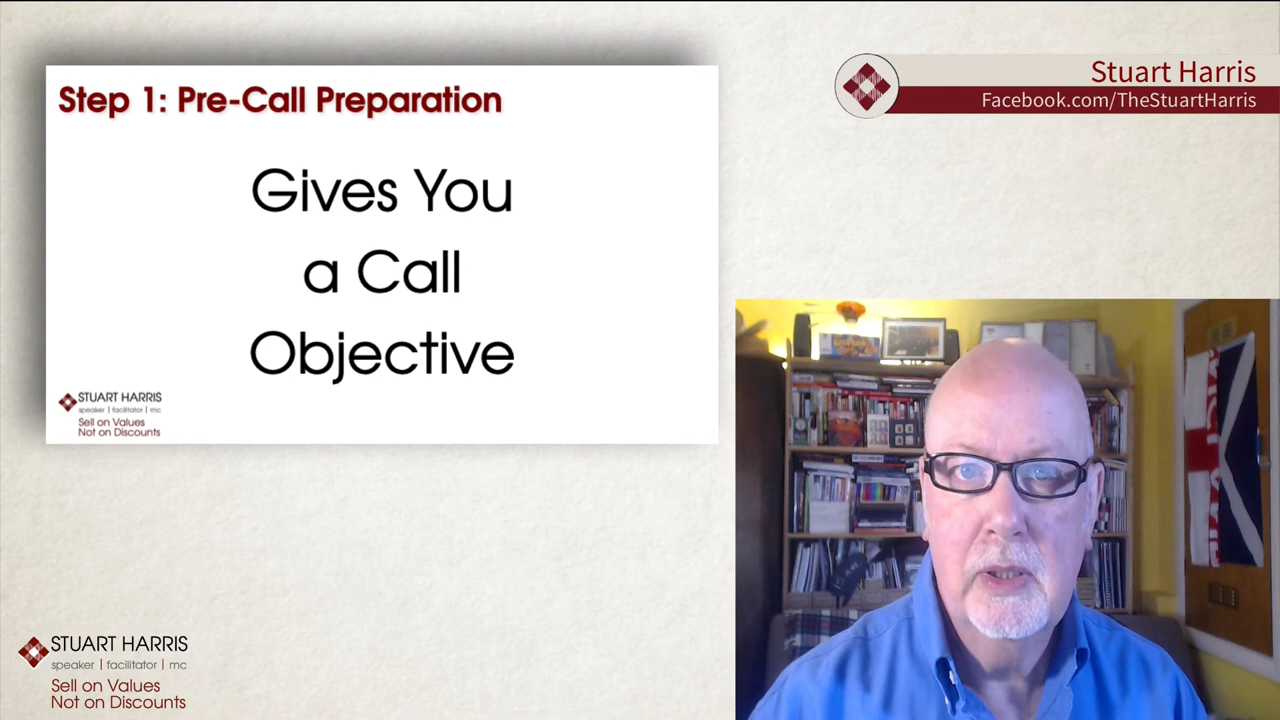 Step 1: Pre-Call Preparation
Gives You
a Call
Objective
STUART HARRIS
speaker | facilitator | mc
Sell on Values
Not on Discounts
Stuart Harris
Facebook.com/TheStuartHarris
STUART HARRIS
speaker | facilitator | mc
Sell on Values
Not on Discounts